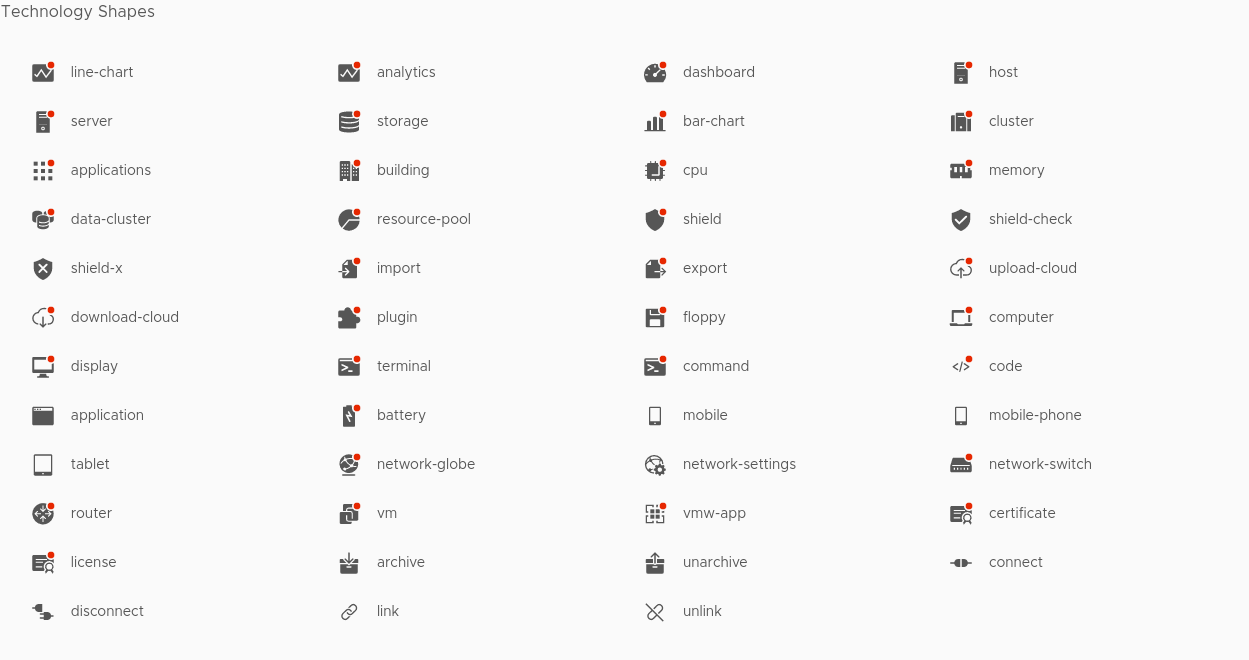 Technology Shapes
line-chart analytics dashboard host
server storage bar-chart cluster
applications building cpu memory
data-cluster resource-pool shield shield-check
shield-x import export upload-cloud
download-cloud plugin floppy computer
display terminal command code
application battery mobile mobile-phone
tablet network-globe network-settings network-switch
router vm vmw-app certificate
license archive unarchive connect
disconnect link unlink